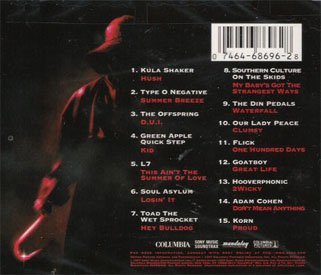 0 7464-68696-2 8
1. KULA SHAKER
HUSH
2. TYPE O NEGATIVE
SUMMER BREEZE
3. THE OFFSPRING
D.U.I.
4. GREEN APPLE
QUICK STEP
KID
5. L7
THIS AIN'T THE
SUMMER OF LOVE
6. SOUL ASYLUM
LOSIN' IT
7. TOAD THE
WET SPROCKET
HEY BULLDOG
8. SOUTHERN CULTURE
ON THE SKIDS
MY BABY'S GOT THE
STRANGEST WAYS
9. THE DIN PEDALS
WATERFALL
10. OUR LADY PEACE
CLUMSY
11. FLICK
ONE HUNDRED DAYS
12. GOATBOY
GREAT LIFE
13. HOOVERPHONIC
2WICKY
14. ADAM COHEN
DON'T MEAN ANYTHING
15. KORN
PROUD
COLUMBIA
SONY MUSIC
SOUNDTRAX
mandalay
COLUMBIA
PICTURES